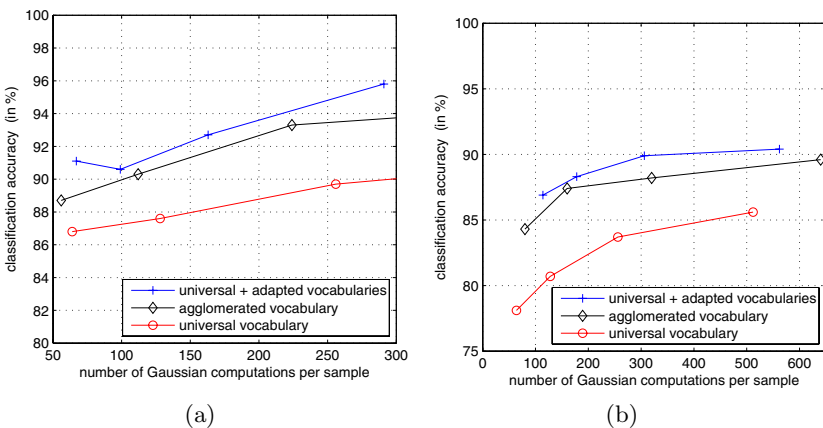 100
98
96
94
92
90
88
86
84
82
80
classification accuracy (in %)
universal + adapted vocabularies
agglomerated vocabulary
universal vocabulary
50 100 150 200 250 300
number of Gaussian computations per sample
(a)
100
95
90
85
80
75
classification accuracy (in %)
universal + adapted vocabularies
agglomerated vocabulary
universal vocabulary
0 100 200 300 400 500 600
number of Gaussian computations per sample
(b)